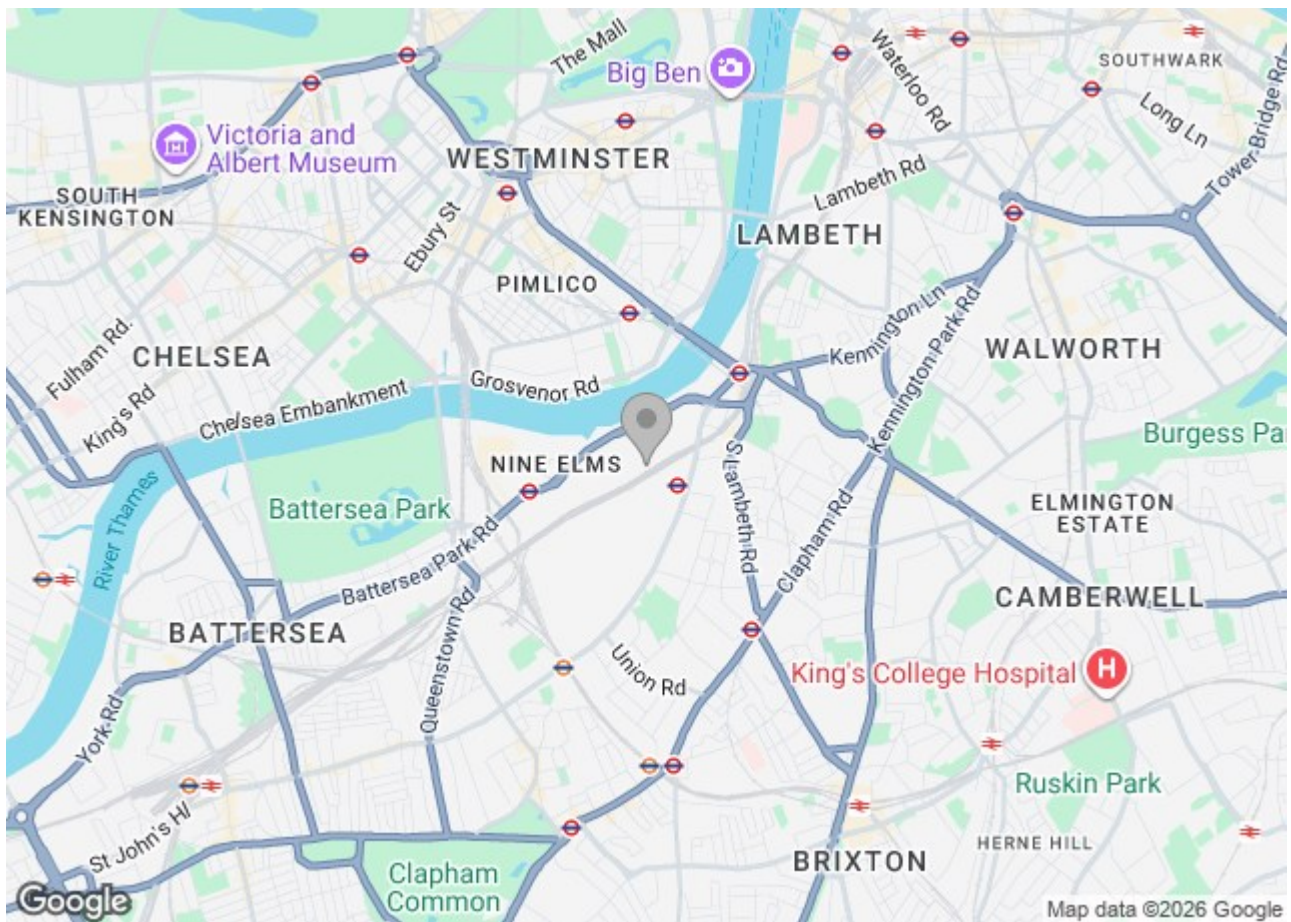 The Mall
Big Ben
Waterloo Rd
SOUTHWARK
Long Ln
Tower Bridge Rd
Victoria and
Albert Museum
WESTMINSTER
Lambeth Rd
SOUTH
KENSINGTON
Ebury St
LAMBETH
PIMLICO
Kennington Ln
Kennington Park Rd
WALWORTH
Fulham Rd.
CHELSEA
King's Rd
Grosvenor Rd
Chelsea Embankment
Burgess Pa
NINE ELMS
S Lambeth Rd
Battersea Park
ELMINGTON
ESTATE
River Thames
Clapham Rd
Battersea Park Rd
CAMBERWELL
BATTERSEA
Queenstown Rd
Union Rd
King's College Hospital
H
York Rd
Ruskin Park
St John's H
HERNE HILL
BRIXTON
Clapham
Common
Google
Map data ©2026 Google